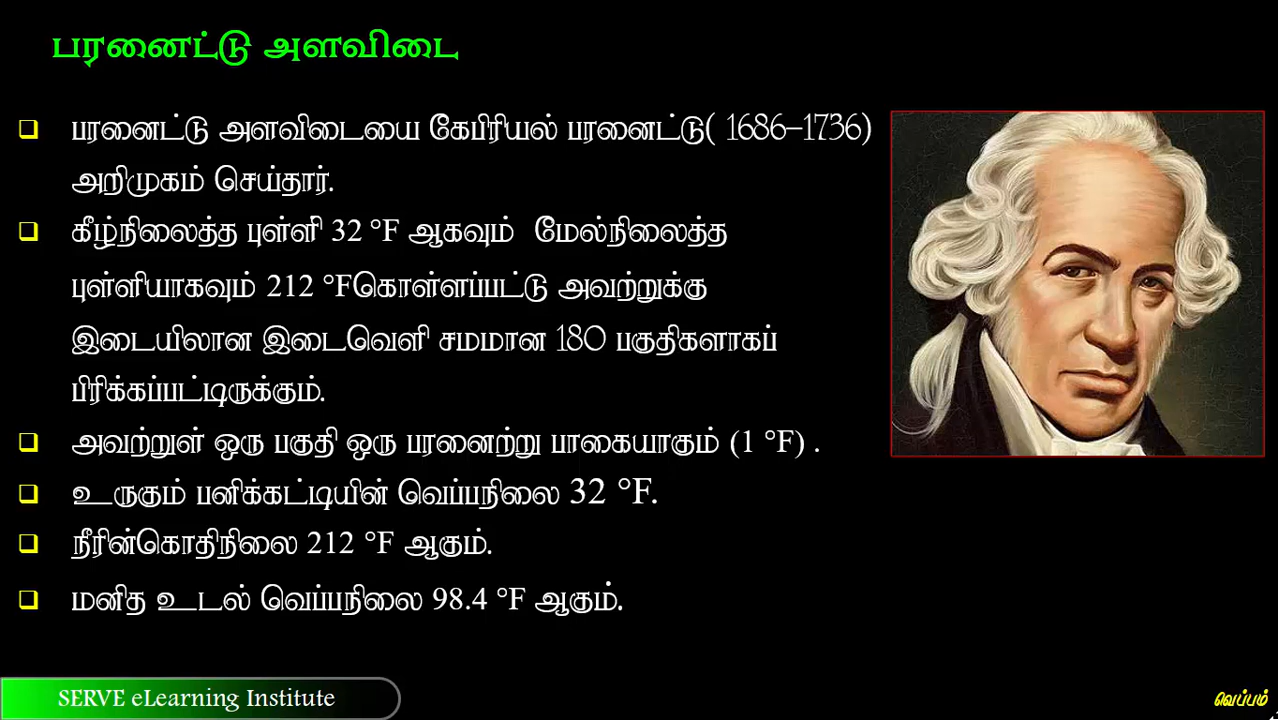 பரனைட்டு அளவிடை
பரனைட்டு அளவிடையை கேபிரியல் பரனைட்டு( 1686–1736)
அறிமுகம் செய்தார்.
கீழ்நிலைத்த புள்ளி 32 °F ஆகவும் மேல்நிலைத்த
புள்ளியாகவும் 212 °Fகொள்ளப்பட்டு அவற்றுக்கு
இடையிலான இடைவெளி சமமான 180 பகுதிகளாகப்
பிரிக்கப்பட்டிருக்கும்.
அவற்றுள் ஒரு பகுதி ஒரு பரனைற்று பாகையாகும் (1 °F) .
உருகும் பனிக்கட்டியின் வெப்பநிலை 32 °F.
நீரின்கொதிநிலை 212 °F ஆகும்.
மனித உடல் வெப்பநிலை 98.4 °F ஆகும்.
SERVE eLearning Institute
வெப்பம்